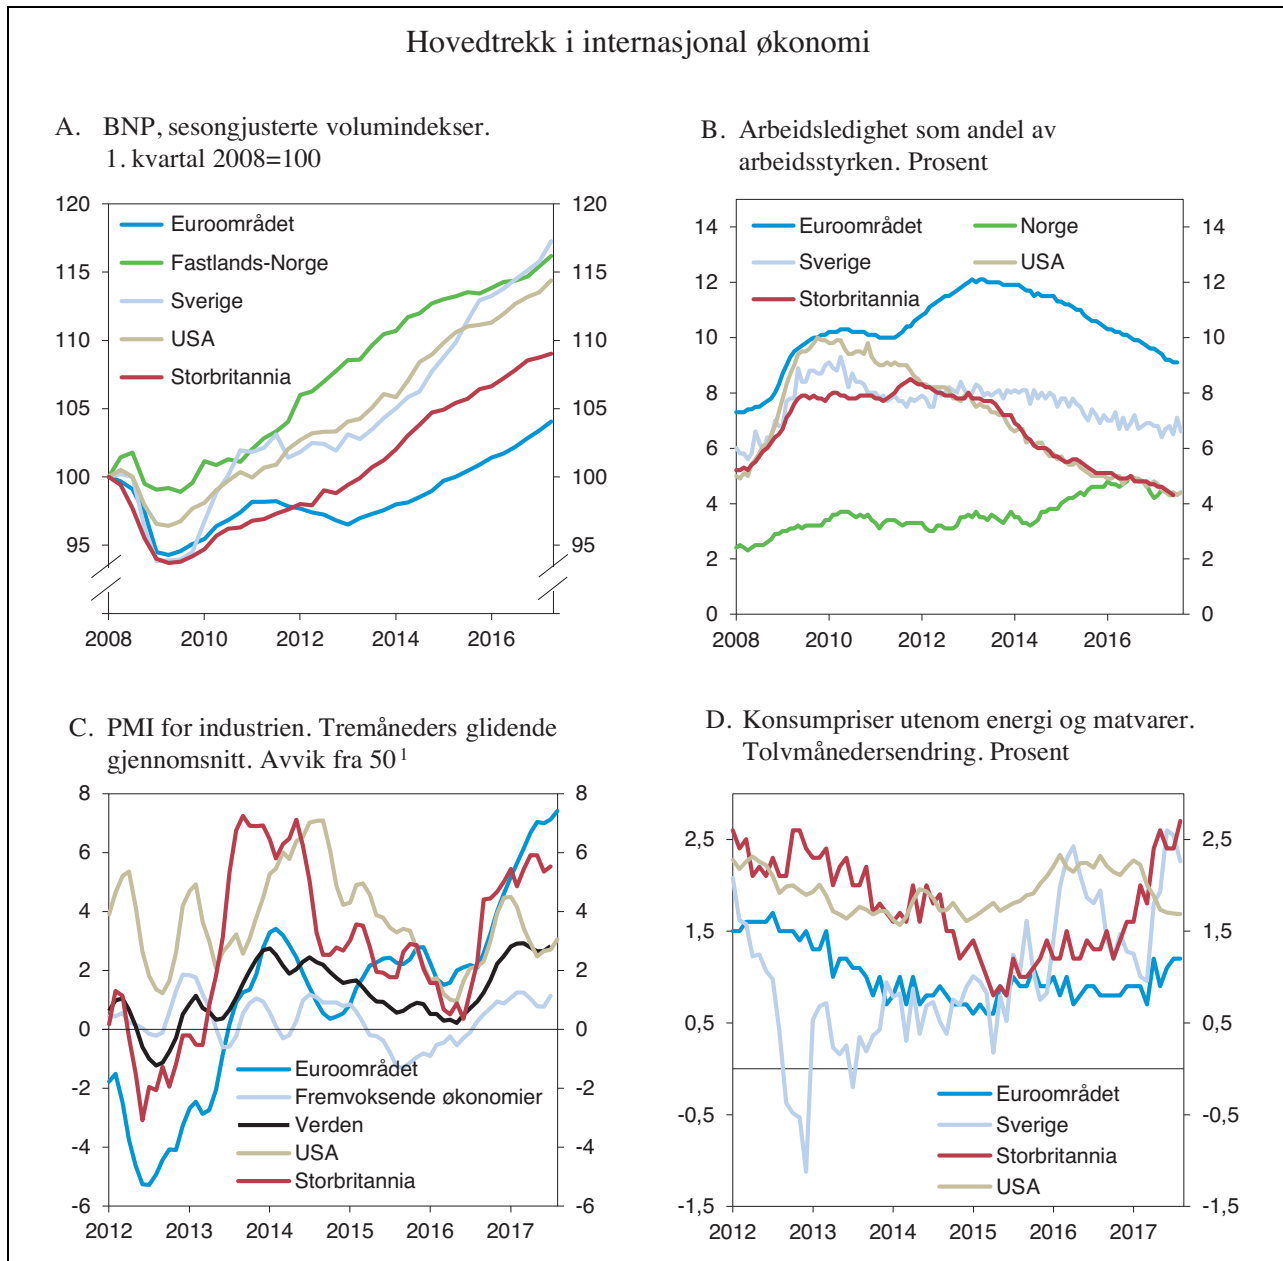 Hovedtrekk i internasjonal økonomi
A. BNP, sesongjusterte volumindekser.
1. kvartal 2008=100
120 120
115 115
110 110
105 105
100 100
95 95
Euroområdet
Fastlands-Norge
Sverige
USA
Storbritannia
2008 2010 2012 2014 2016
B. Arbeidsledighet som andel av
arbeidsstyrken. Prosent
14 14
12 12
10 10
8 8
6 6
4 4
2 2
0 0
Euroområdet Norge
Sverige USA
Storbritannia
2008 2010 2012 2014 2016
C. PMI for industrien. Tremåneders glidende
gjennomsnitt. Avvik fra 50 1
8 8
6 6
4 4
2 2
0 0
-2 -2
-4 -4
-6 -6
Euroområdet
Fremvoksende økonomier
Verden
USA
Storbritannia
2012 2013 2014 2015 2016 2017
D. Konsumpriser utenom energi og matvarer.
Tolvmånedersendring. Prosent
2,5 2,5
1,5 1,5
0,5 0,5
-0,5 -0,5
-1,5 -1,5
Euroområdet
Sverige
Storbritannia
USA
2012 2013 2014 2015 2016 2017